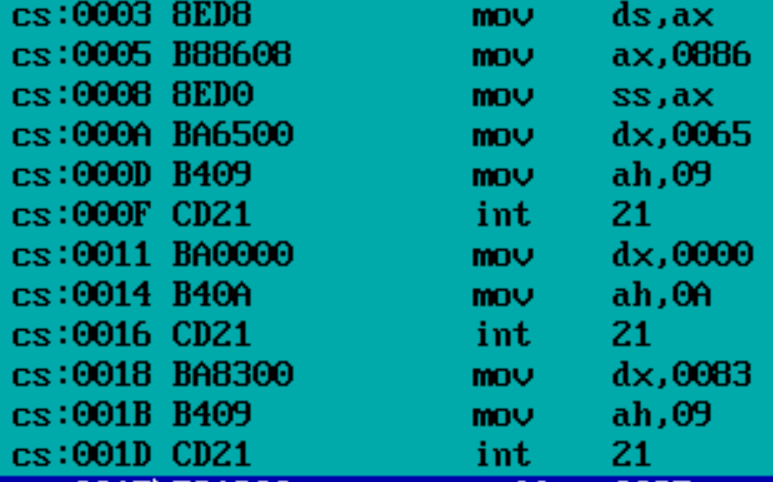 cs:0003 8ED8 mov ds,ax
cs:0005 B88608 mov ax,0886
cs:0008 8ED0 mov ss,ax
cs:000A BA6500 mov dx,0065
cs:000D B409 mov ah,09
cs:000F CD21 int 21
cs:0011 BA0000 mov dx,0000
cs:0014 B40A mov ah,0A
cs:0016 CD21 int 21
cs:0018 BA8300 mov dx,0083
cs:001B B409 mov ah,09
cs:001D CD21 int 21